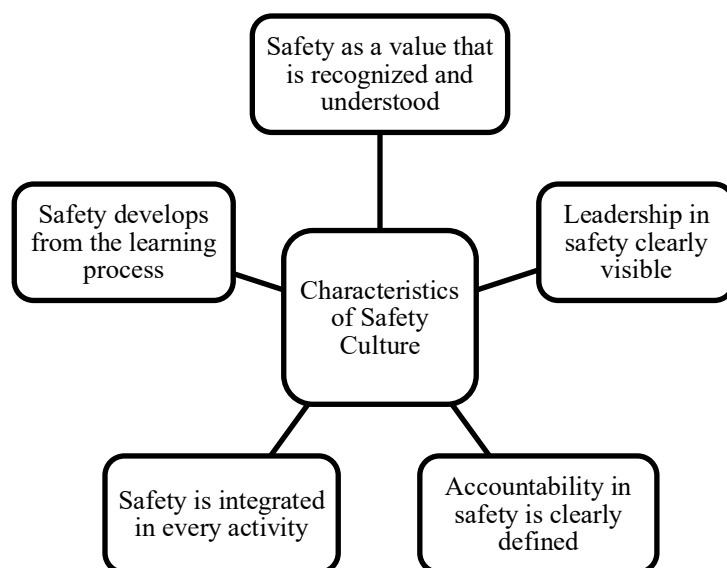 Safety as a value that
is recognized and
understood
Safety develops
from the learning
process
Leadership in
safety clearly
visible
Characteristics
of Safety
Culture
Safety is integrated
in every activity
Accountability in
safety is clearly
defined